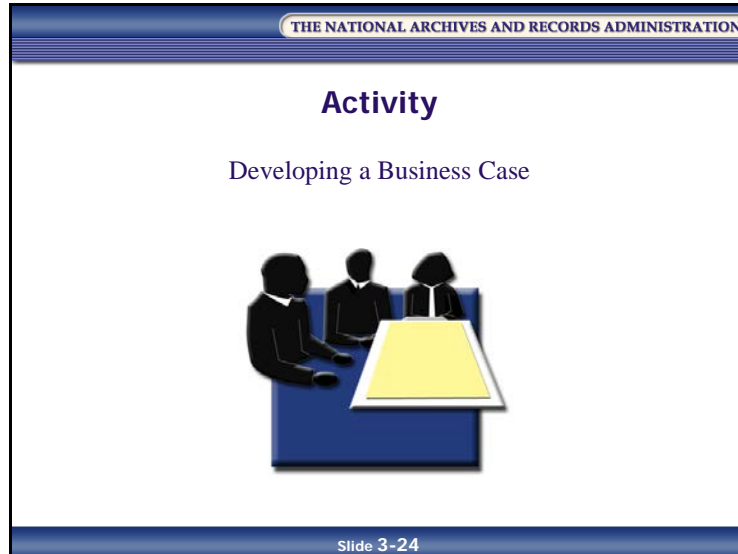 THE NATIONAL ARCHIVES AND RECORDS ADMINISTRATION
Activity
Developing a Business Case
Slide 3-24